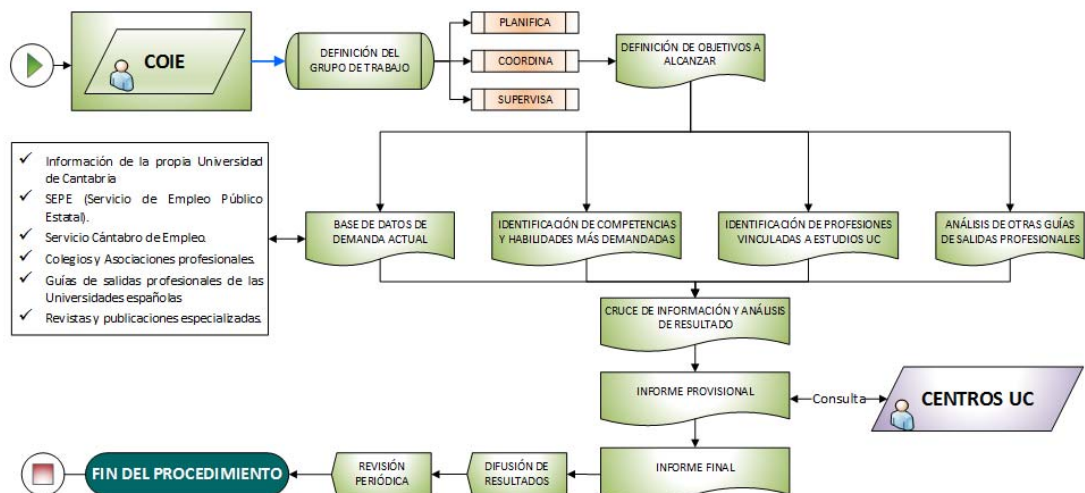 COIE
DEFINICIÓN DEL
GRUPO DE TRABAJO
PLANIFICA
COORDINA
SUPERVISA
DEFINICIÓN DE OBJETIVOS A
ALCANZAR
✓ Información de la propia Universidad
de Cantabria
✓ SEPE (Servicio de Empleo Público
Estatal).
✓ Servicio Cántabro de Empleo.
✓ Colegios y Asociaciones profesionales.
✓ Guías de salidas profesionales de las
Universidades españolas
✓ Revistas y publicaciones especializadas.
BASE DE DATOS DE
DEMANDA ACTUAL
IDENTIFICACIÓN DE COMPETENCIAS
Y HABILIDADES MÁS DEMANDADAS
IDENTIFICACIÓN DE PROFESIONES
VINCULADAS A ESTUDIOS UC
ANÁLISIS DE OTRAS GUÍAS
DE SALIDAS PROFESIONALES
CRUCE DE INFORMACIÓN Y ANÁLISIS
DE RESULTADO
INFORME PROVISIONAL
Consulta
CENTROS UC
INFORME FINAL
DIFUSIÓN DE
RESULTADOS
REVISIÓN
PERIÓDICA
FIN DEL PROCEDIMIENTO